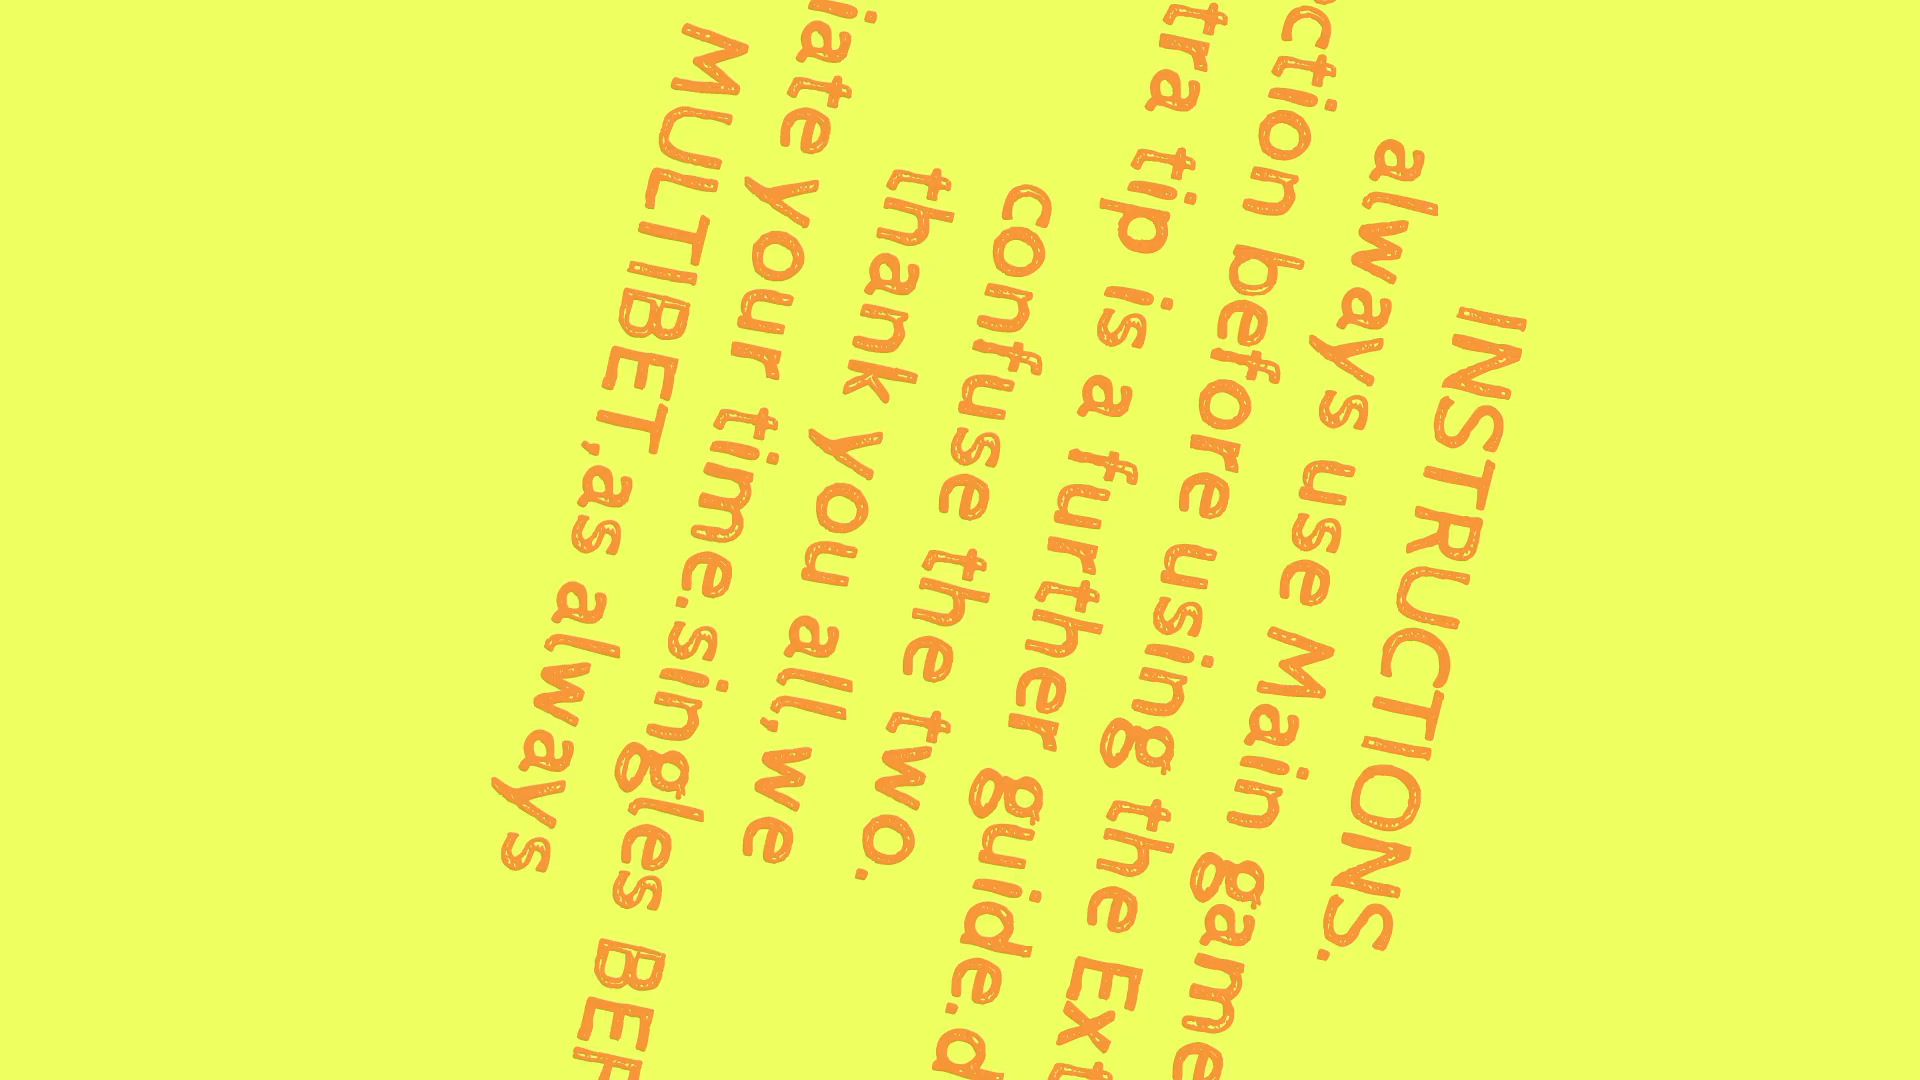 INSTRUCTIONS.
always use Main game
ction before using the Ext
tra tip is a further guide.d
confuse the two.
thank you all,we
iate your time.singles BE
MULTIBET,as always